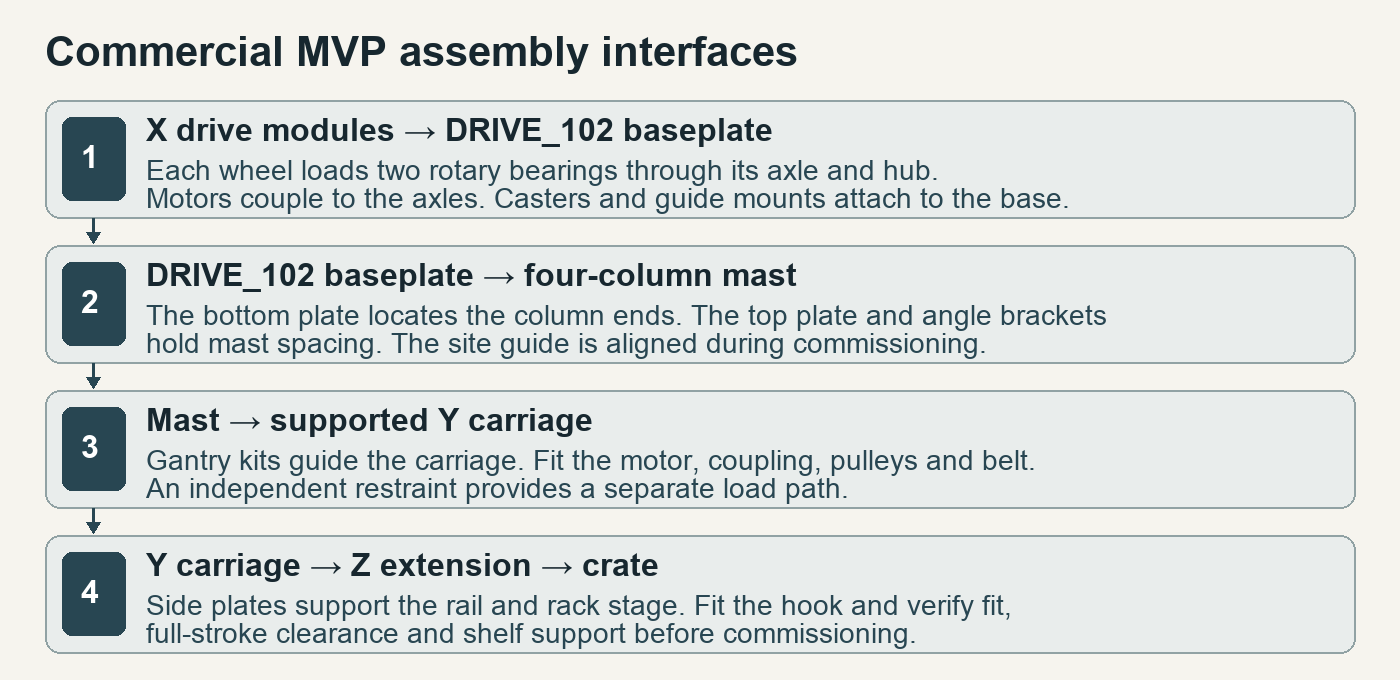 Commercial MVP assembly interfaces
1
X drive modules → DRIVE_102 baseplate
Each wheel loads two rotary bearings through its axle and hub.
Motors couple to the axles. Casters and guide mounts attach to the base.
2
DRIVE_102 baseplate → four-column mast
The bottom plate locates the column ends. The top plate and angle brackets
hold mast spacing. The site guide is aligned during commissioning.
3
Mast → supported Y carriage
Gantry kits guide the carriage. Fit the motor, coupling, pulleys and belt.
An independent restraint provides a separate load path.
4
Y carriage → Z extension → crate
Side plates support the rail and rack stage. Fit the hook and verify fit,
full-stroke clearance and shelf support before commissioning.